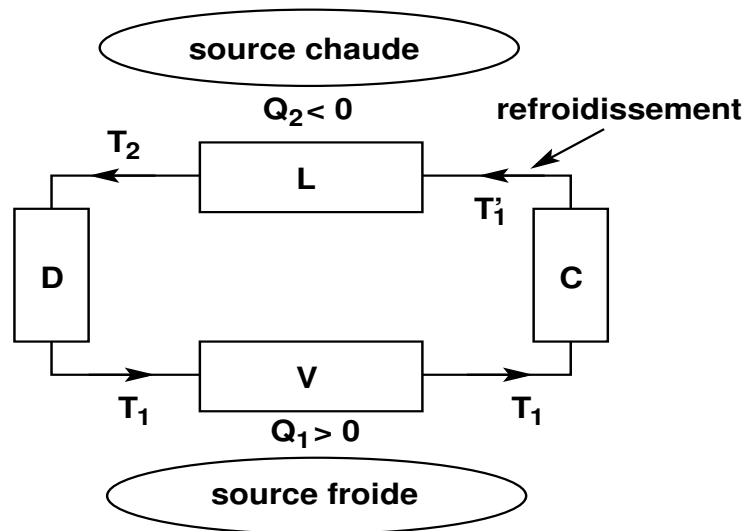 source chaude
Q₂< 0
refroidissement
T₂
L
T'₁
D
C
V
T₁
T₁
Q₁> 0
source froide